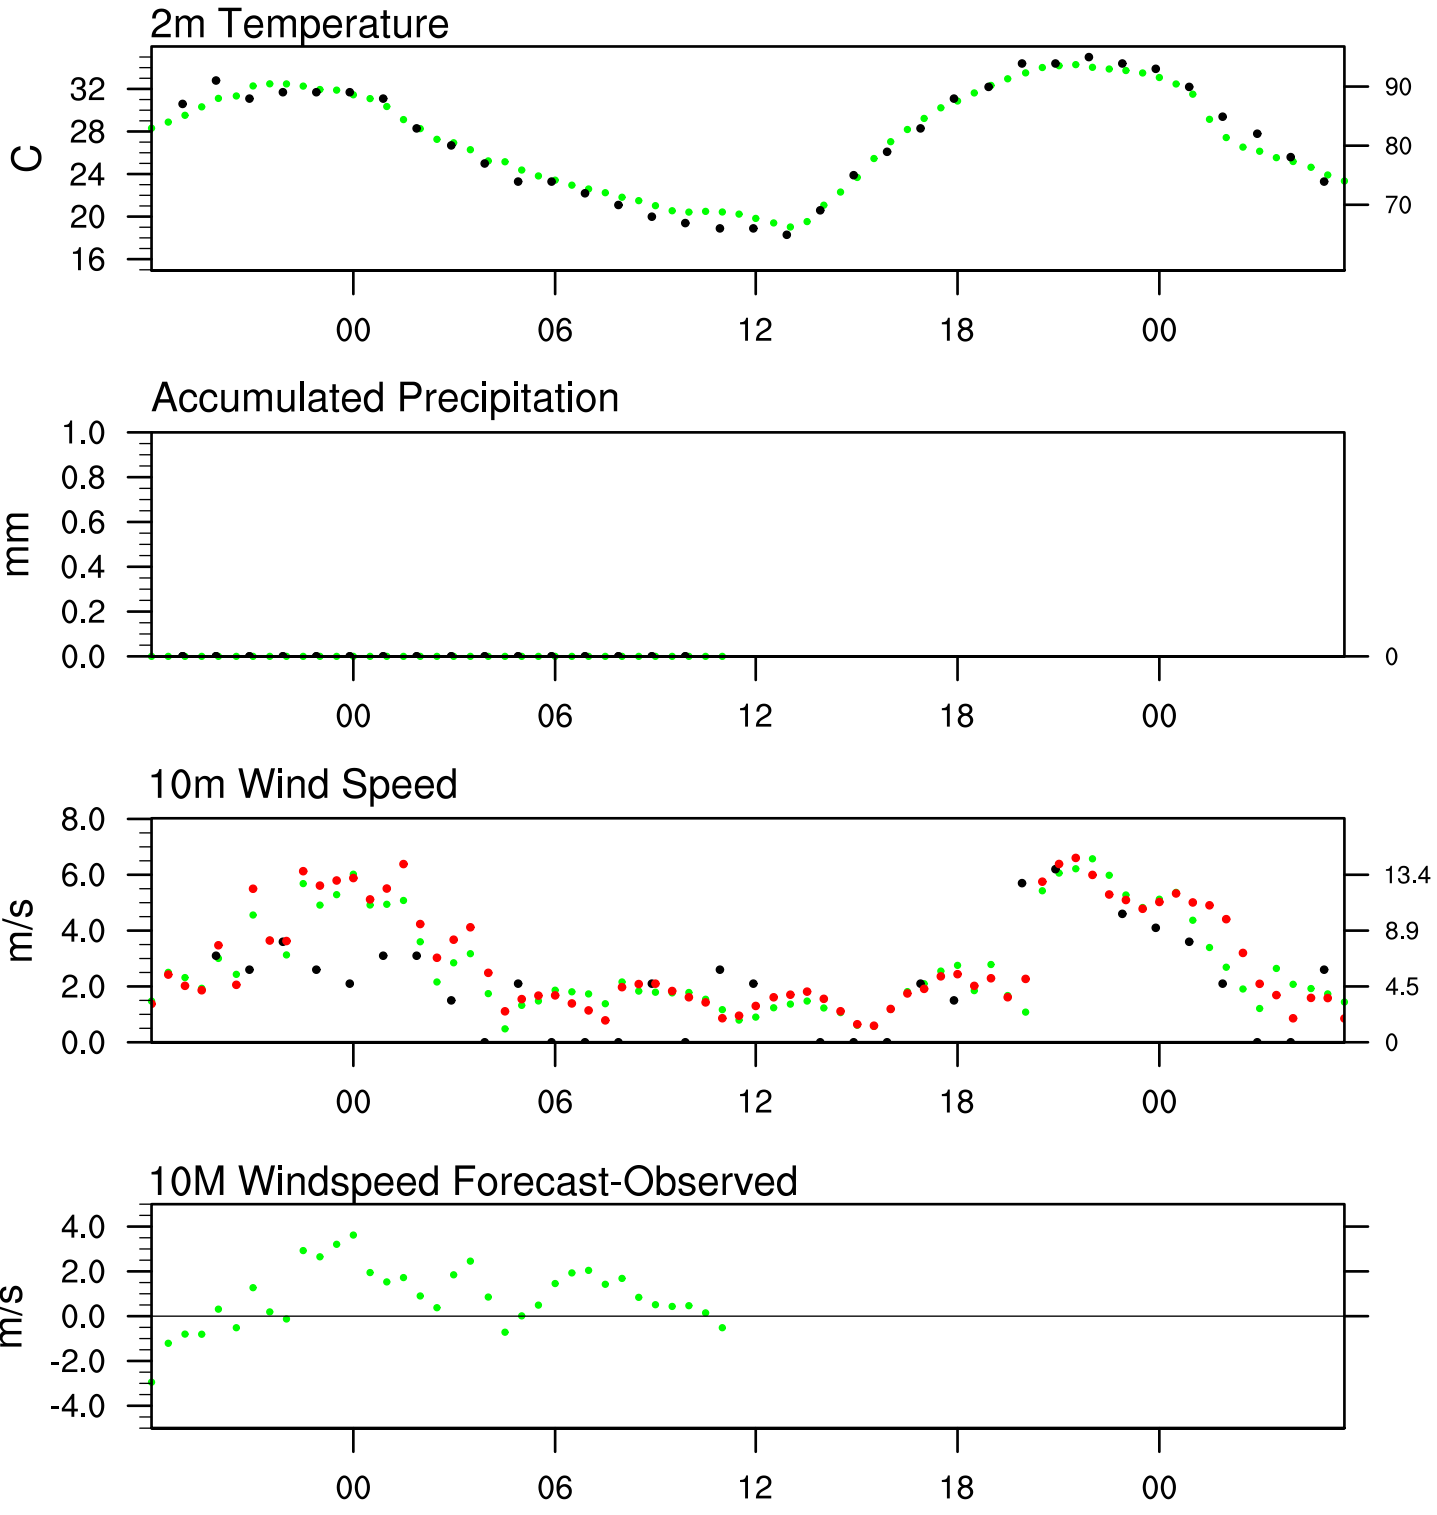 2m Temperature
32
28
24
20
16
C
90
80
70
00 06 12 18 00
Accumulated Precipitation
1.0
0.8
0.6
0.4
0.2
0.0
mm
0
00 06 12 18 00
10m Wind Speed
8.0
6.0
4.0
2.0
0.0
m/s
13.4
8.9
4.5
0
00 06 12 18 00
10M Windspeed Forecast-Observed
4.0
2.0
0.0
-2.0
-4.0
m/s
00 06 12 18 00